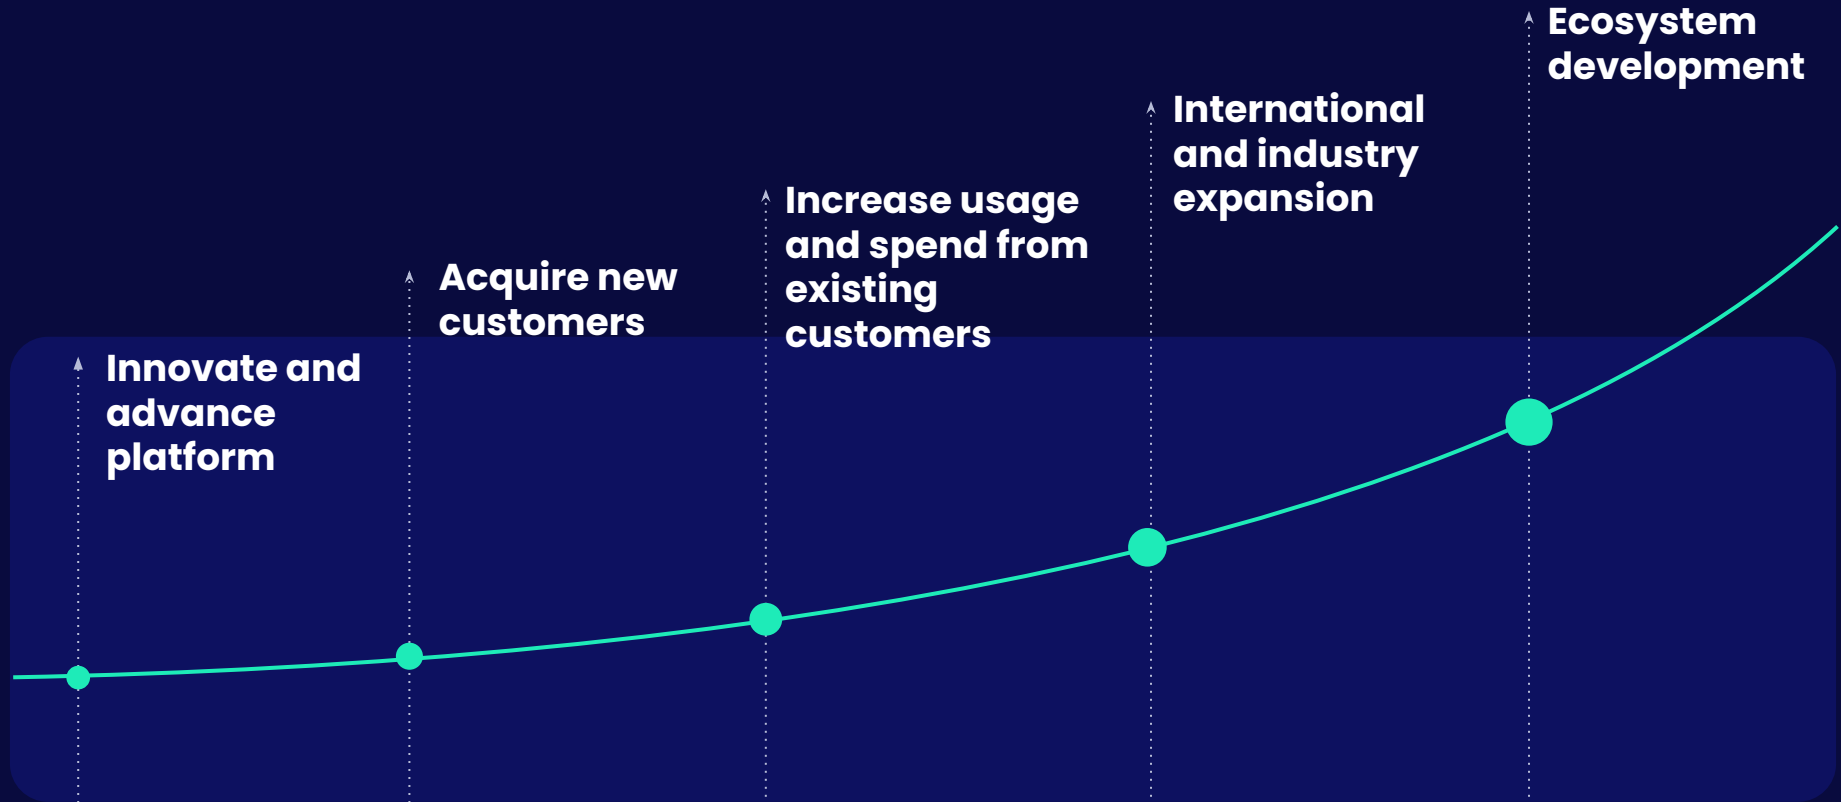 Innovate and
advance
platform
Acquire new
customers
Increase usage
and spend from
existing
customers
International
and industry
expansion
Ecosystem
development